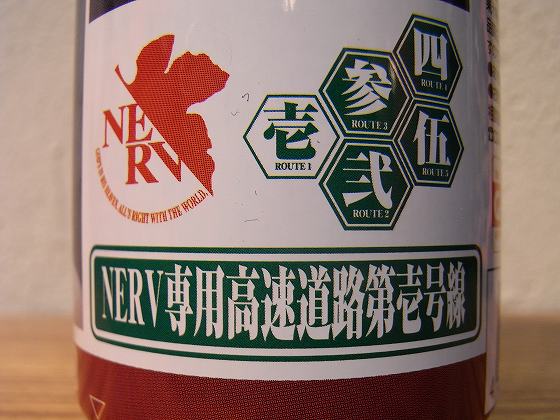 NERV
GOD'S IN HIS HEAVEN, ALL'S RIGHT WITH THE WORLD.
四
ROUTE 4
参
ROUTE 3
壱
ROUTE 1
伍
ROUTE 5
弐
ROUTE 2
NERV専用高速道路第壱号線